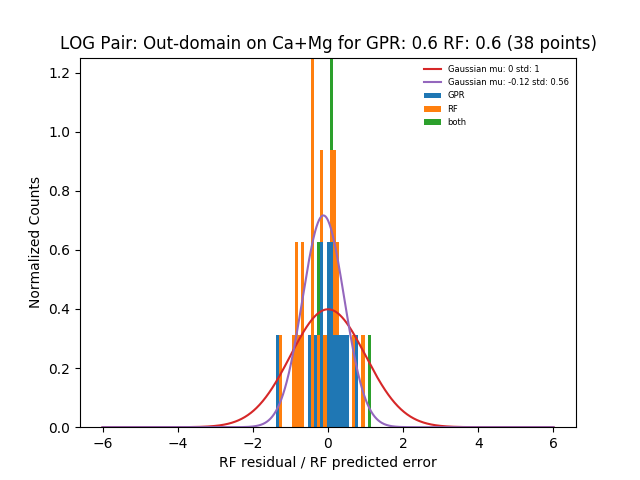 LOG Pair: Out-domain on Ca+Mg for GPR: 0.6 RF: 0.6 (38 points)
Gaussian mu: 0 std: 1
Gaussian mu: -0.12 std: 0.56
GPR
RF
both
Normalized Counts
1.2
1.0
0.8
0.6
0.4
0.2
0.0
−6 −4 −2 0 2 4 6
RF residual / RF predicted error